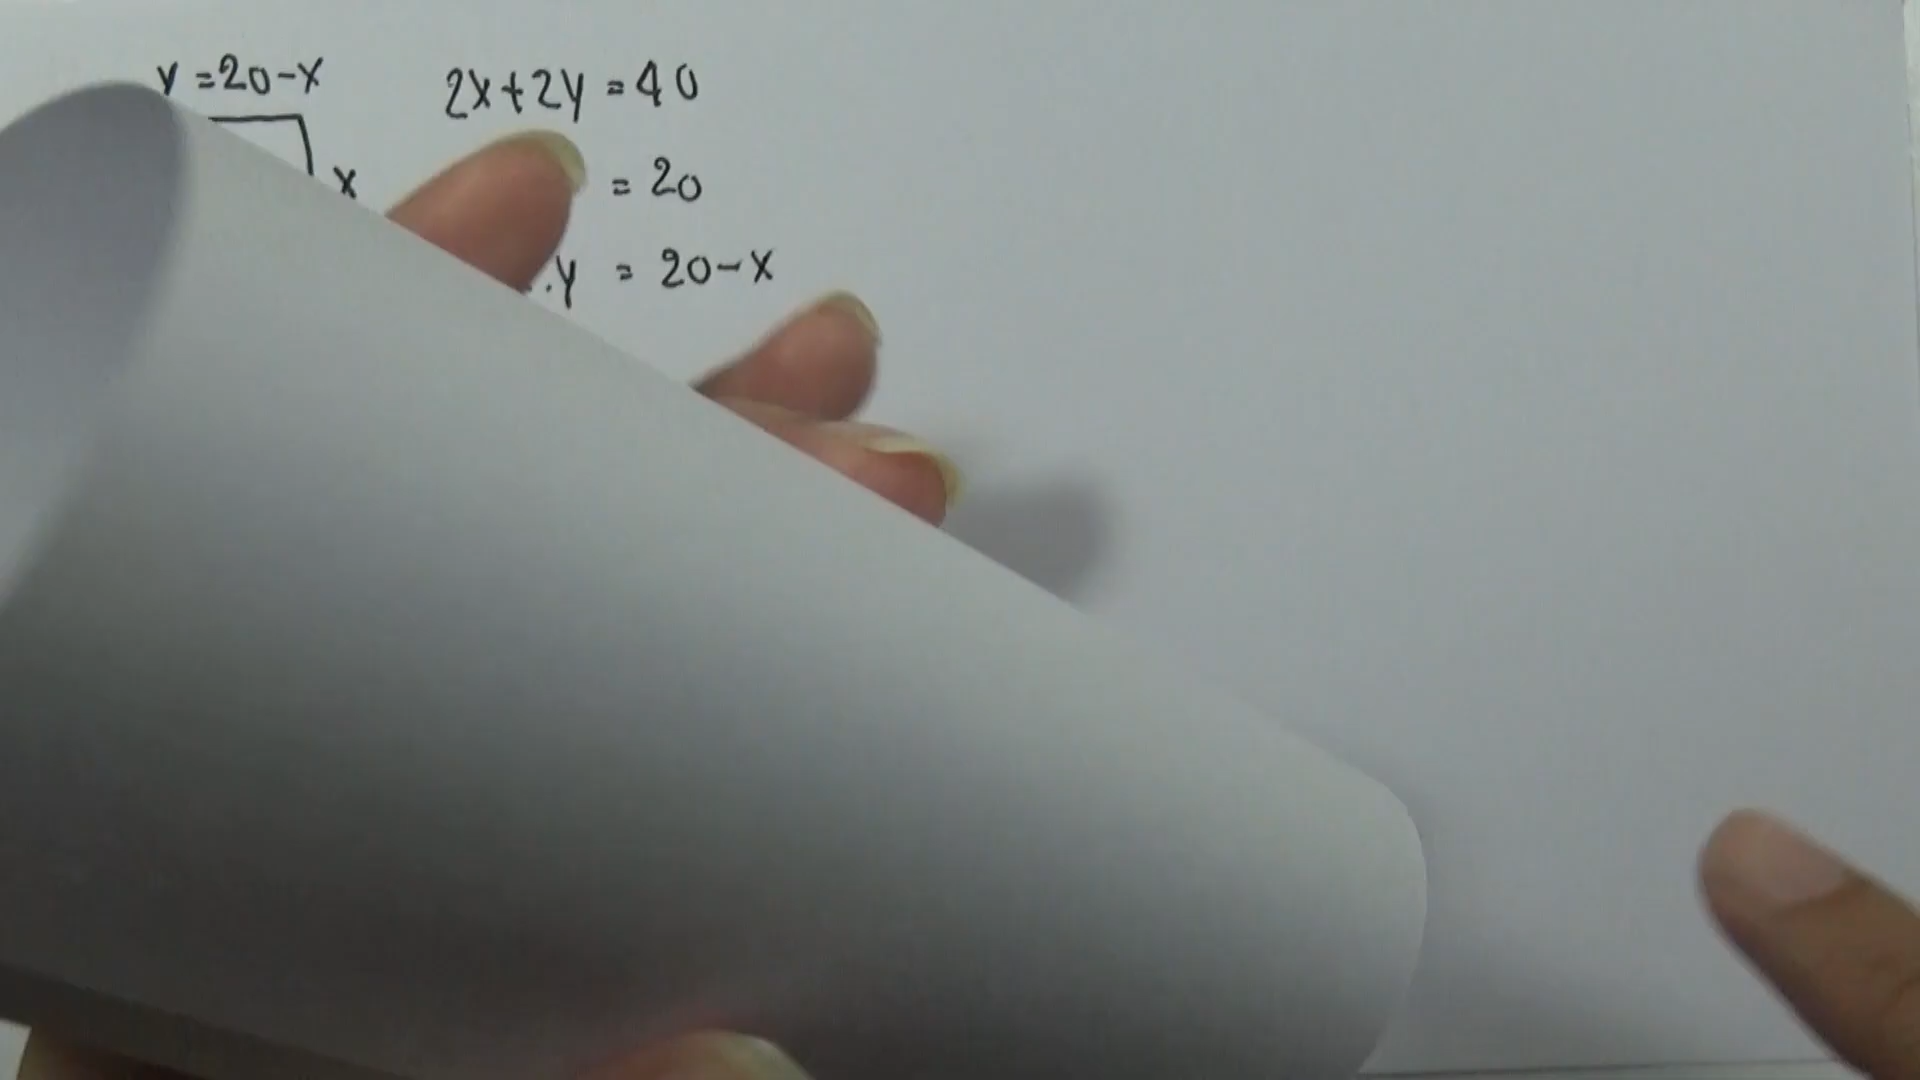 y = 20 - x
x
2x + 2y = 40
= 20
y = 20 - x